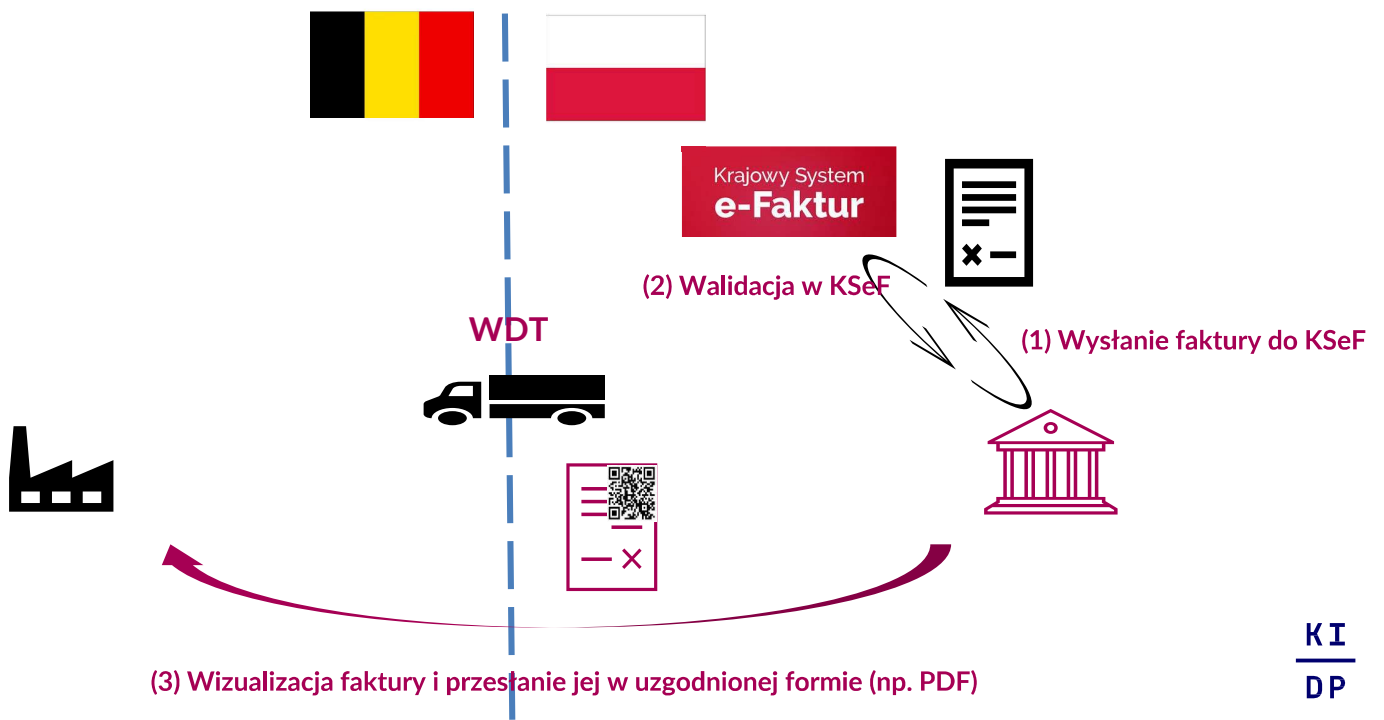 Krajowy System
e-Faktur
(2) Walidacja w KSeF
WDT
(1) Wysłanie faktury do KSeF
(3) Wizualizacja faktury i przesłanie jej w uzgodnionej formie (np. PDF)
KI
DP